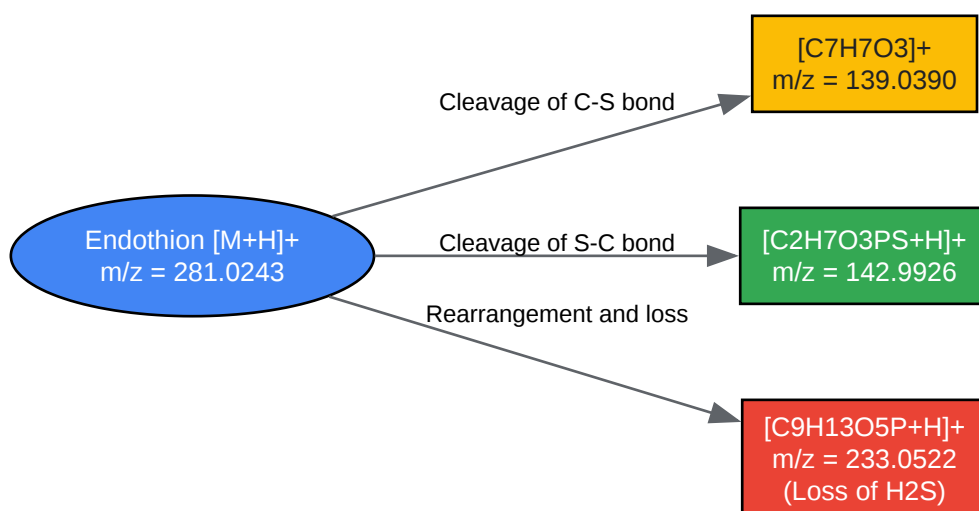 [C7H7O3]+
m/z = 139.0390
Cleavage of C-S bond
Endothion [M+H]+
m/z = 281.0243
Cleavage of S-C bond
[C2H7O3PS+H]+
m/z = 142.9926
Rearrangement and loss
[C9H13O5P+H]+
m/z = 233.0522
(Loss of H2S)